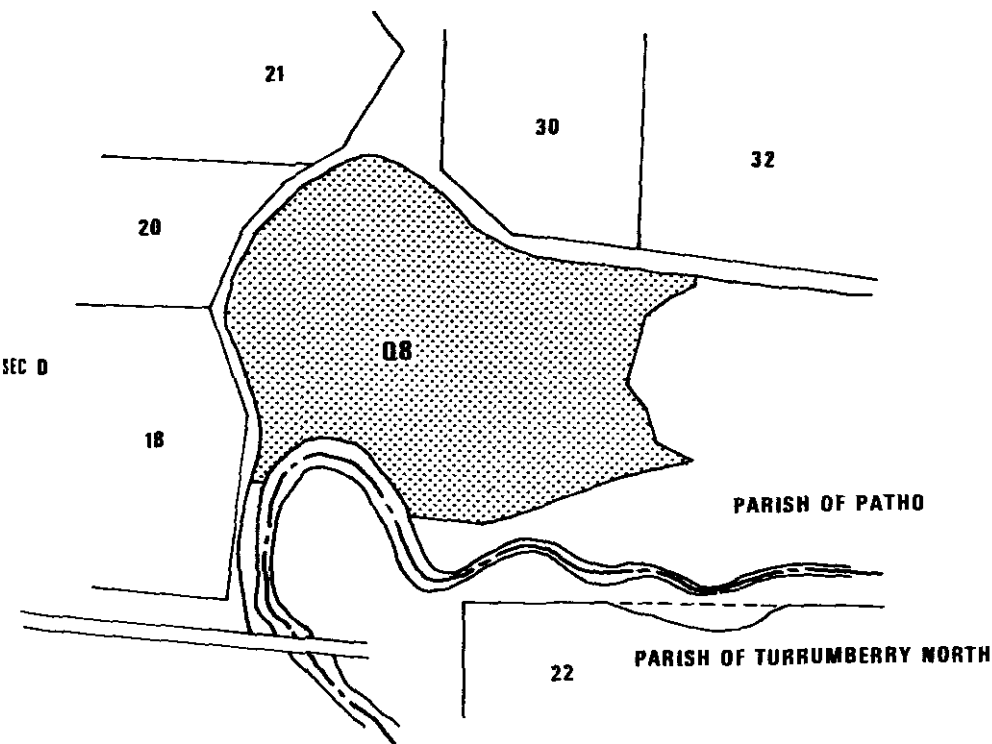 21
30
32
20
Q8
SEC D
18
PARISH OF PATHO
PARISH OF TURRUMBERRY NORTH
22